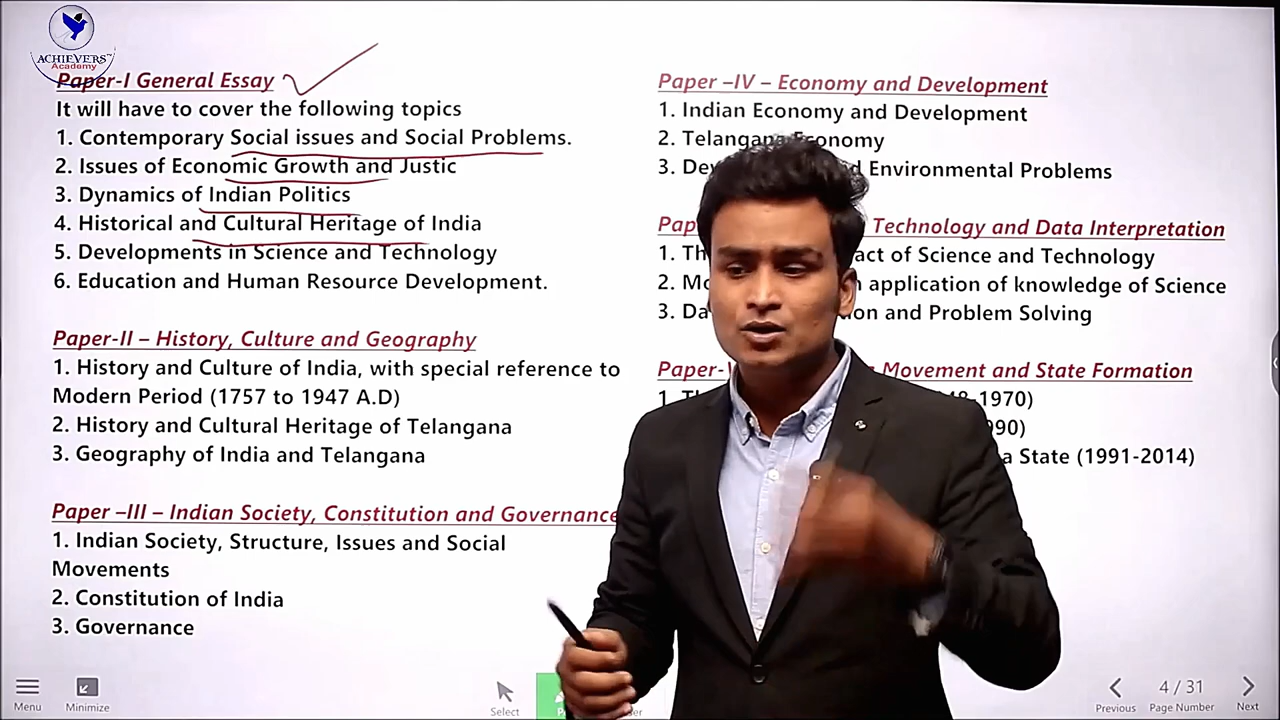 ACHIEVERS
Academy
Paper-I General Essay
It will have to cover the following topics
1. Contemporary Social issues and Social Problems.
2. Issues of Economic Growth and Justic
3. Dynamics of Indian Politics
4. Historical and Cultural Heritage of India
5. Developments in Science and Technology
6. Education and Human Resource Development.
Paper-II – History, Culture and Geography
1. History and Culture of India, with special reference to
Modern Period (1757 to 1947 A.D)
2. History and Cultural Heritage of Telangana
3. Geography of India and Telangana
Paper –III – Indian Society, Constitution and Governance
1. Indian Society, Structure, Issues and Social
Movements
2. Constitution of India
3. Governance
Paper –IV – Economy and Development
1. Indian Economy and Development
2. Telangana Economy
3. Environmental Problems
Technology and Data Interpretation
1. of Science and Technology
2. application of knowledge of Science
3. and Problem Solving
Movement and State Formation
1. -1970)
State (1991-2014)
Menu
Minimize
Select
Previous
4 / 31
Page Number
Next